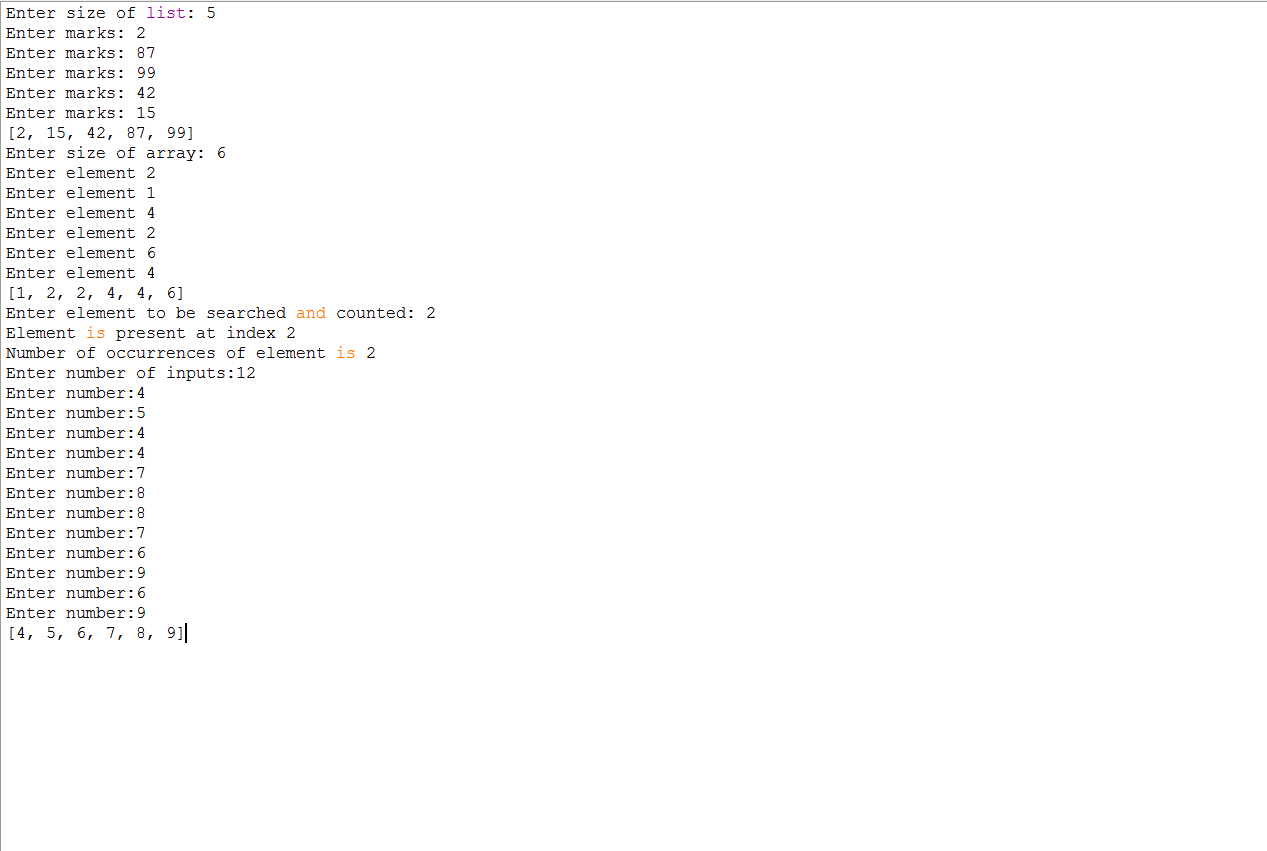 Enter size of list: 5
Enter marks: 2
Enter marks: 87
Enter marks: 99
Enter marks: 42
Enter marks: 15
[2, 15, 42, 87, 99]
Enter size of array: 6
Enter element 2
Enter element 1
Enter element 4
Enter element 2
Enter element 6
Enter element 4
[1, 2, 2, 4, 4, 6]
Enter element to be searched and counted: 2
Element is present at index 2
Number of occurrences of element is 2
Enter number of inputs:12
Enter number:4
Enter number:5
Enter number:4
Enter number:4
Enter number:7
Enter number:8
Enter number:8
Enter number:7
Enter number:6
Enter number:9
Enter number:6
Enter number:9
[4, 5, 6, 7, 8, 9]